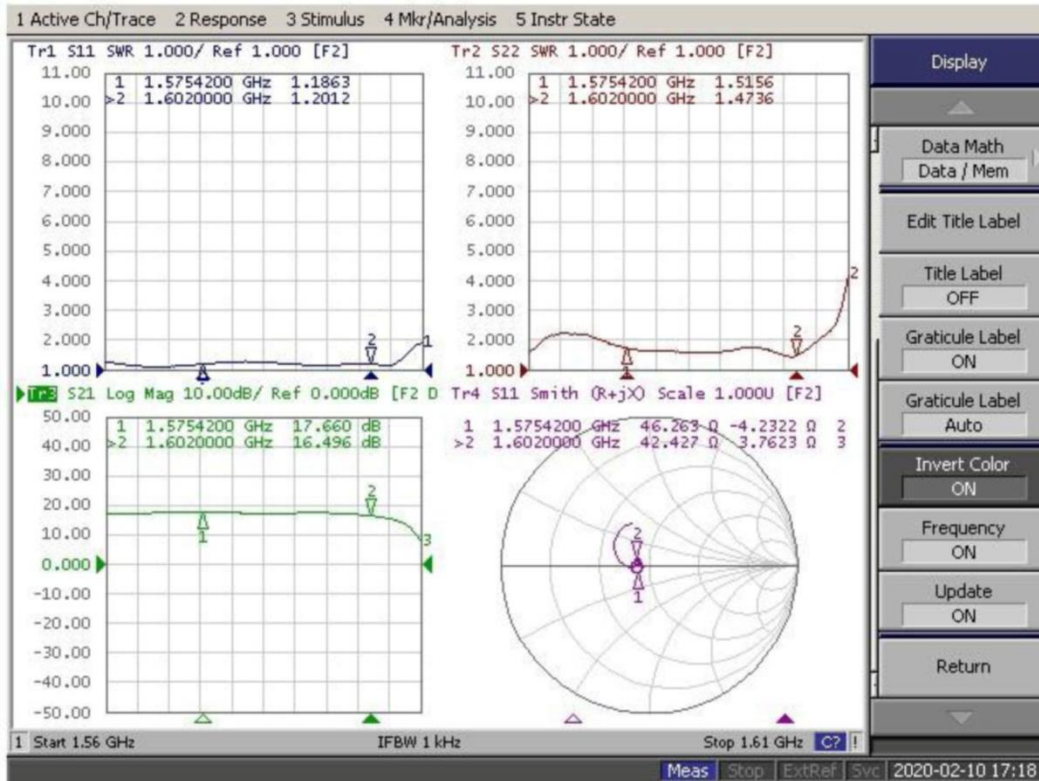 1 Active Ch/Trace 2 Response 3 Stimulus 4 Mkr/Analysis 5 Instr State
Tr1 S11 SWR 1.000/ Ref 1.000 [F2]
11.00
10.00
9.000
8.000
7.000
6.000
5.000
4.000
3.000
2.000
1.000
1 1.5754200 GHz 1.1863
>2 1.6020000 GHz 1.2012
2
1
1
Tr2 S22 SWR 1.000/ Ref 1.000 [F2]
11.00
10.00
9.000
8.000
7.000
6.000
5.000
4.000
3.000
2.000
1.000
1 1.5754200 GHz 1.5156
>2 1.6020000 GHz 1.4736
2
2
1
Tr3 S21 Log Mag 10.00dB/ Ref 0.000dB [F2 D
50.00
40.00
30.00
20.00
10.00
0.000
-10.00
-20.00
-30.00
-40.00
-50.00
1 1.5754200 GHz 17.660 dB
>2 1.6020000 GHz 16.496 dB
2
1
3
Tr4 S11 Smith (R+jX) Scale 1.000U [F2]
1 1.5754200 GHz 46.263 Ω -4.2322 Ω 2
>2 1.6020000 GHz 42.427 Ω 3.7623 Ω 3
2
1
1 Start 1.56 GHz IFBW 1 kHz Stop 1.61 GHz C? !
Meas Stop ExtRef Svc 2020-02-10 17:18
Display
Data Math
Data / Mem
Edit Title Label
Title Label
OFF
Graticule Label
ON
Graticule Label
Auto
Invert Color
ON
Frequency
ON
Update
ON
Return